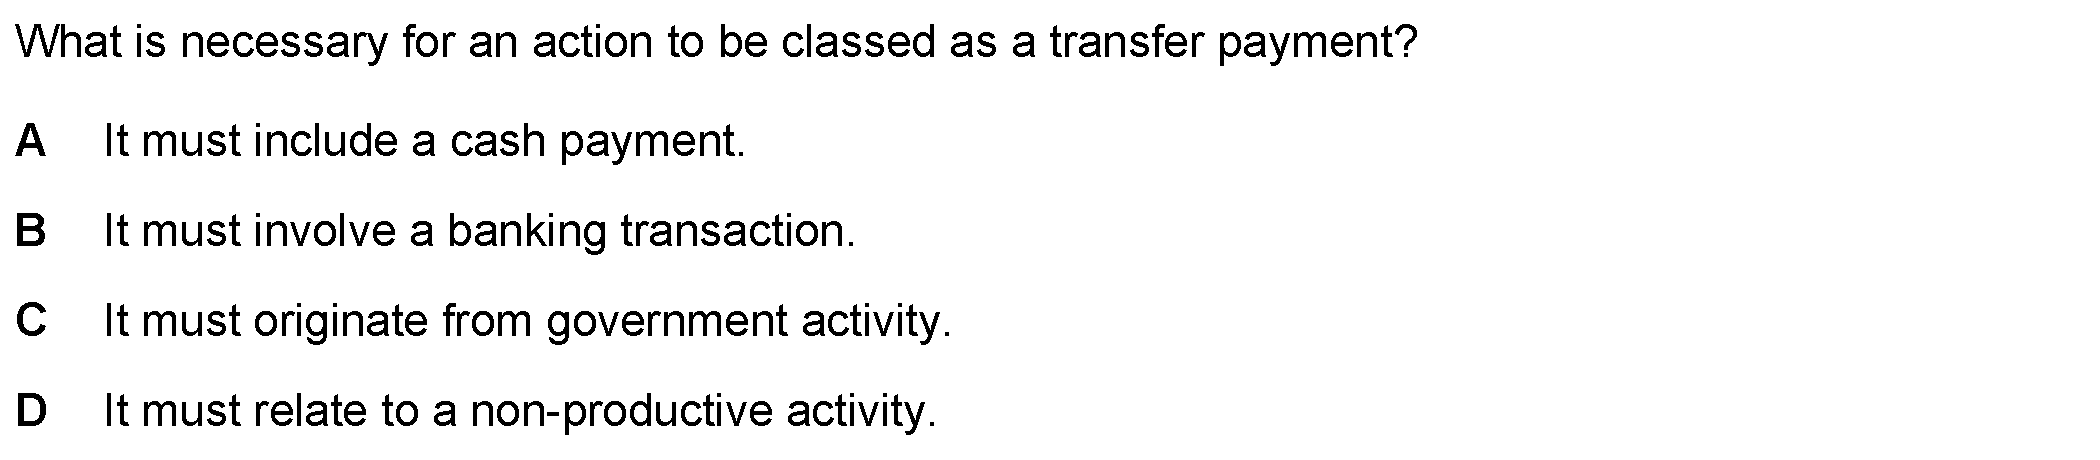 What is necessary for an action to be classed as a transfer payment?
A It must include a cash payment.
B It must involve a banking transaction.
C It must originate from government activity.
D It must relate to a non-productive activity.